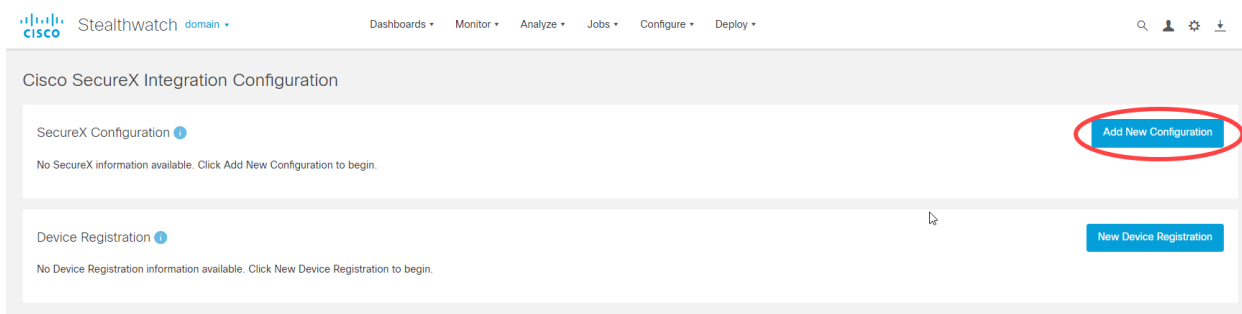 CISCO Stealthwatch domain Dashboards Monitor Analyze Jobs Configure Deploy
Cisco SecureX Integration Configuration
SecureX Configuration Add New Configuration
No SecureX information available. Click Add New Configuration to begin.
Device Registration New Device Registration
No Device Registration information available. Click New Device Registration to begin.